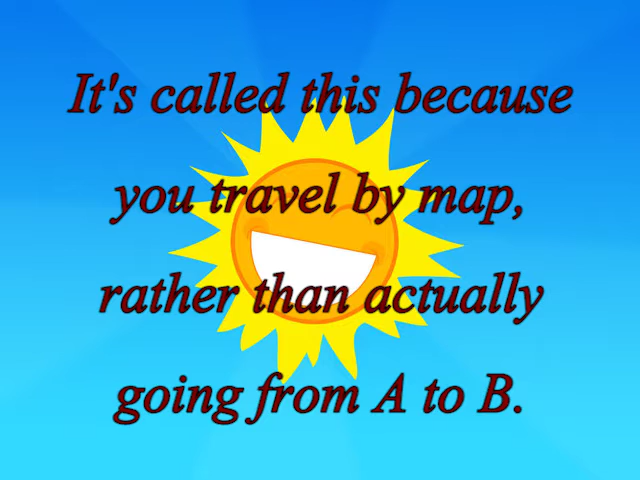 It's called this because
you travel by map,
rather than actually
going from A to B.